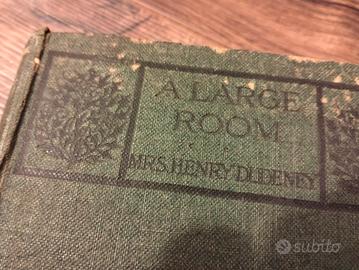 A LARGE
ROOM
MRS. HENRY DUDENEY
subito